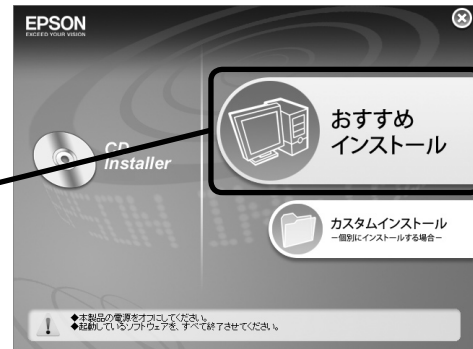 EPSON
EXCEED YOUR VISION
CD
Installer
おすすめ
インストール
カスタムインストール
－個別にインストールする場合－
◆本製品の電源をオフにしてください。
◆起動しているソフトウェアを、すべて終了させてください。